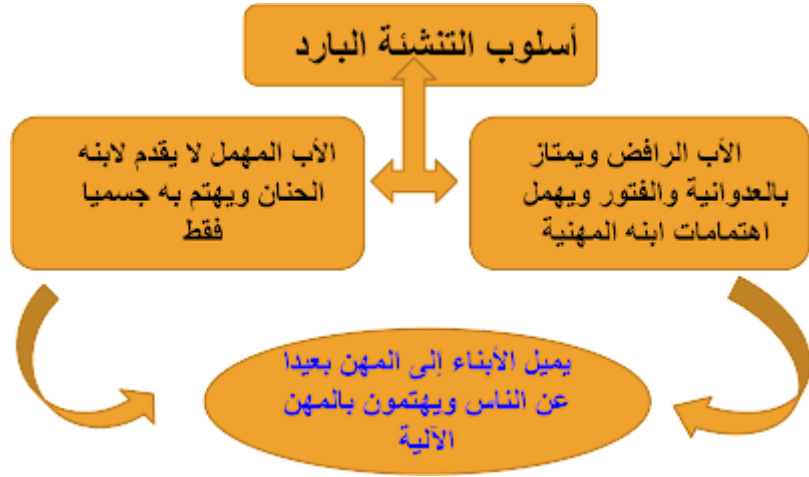 أسلوب التنشئة البارد
الأب الرافض ويمتاز
بالعدوانية والفتور ويهمل
اهتمامات ابنه المهنية
الأب المهمل لا يقدم لابنه
الحنان ويهتم به جسميا
فقط
يميل الأبناء إلى المهن بعيدا
عن الناس ويهتمون بالمهن
الآلية